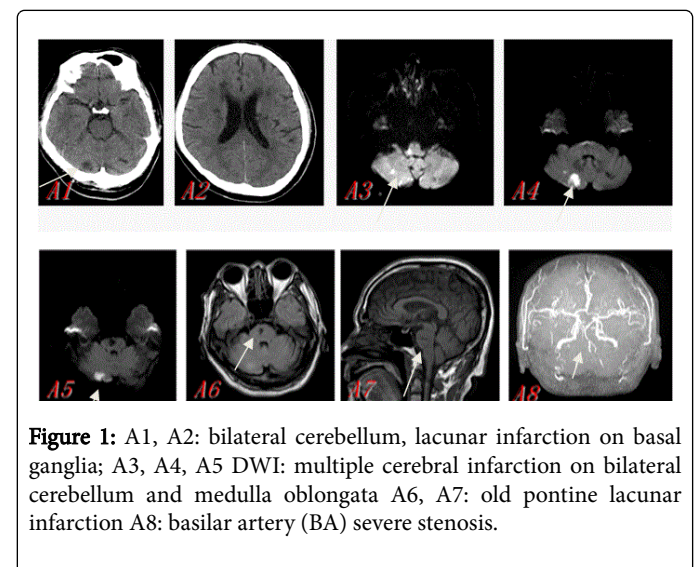 A1 A2 A3 A4
A5 A6 A7 A8
Figure 1: A1, A2: bilateral cerebellum, lacunar infarction on basal
ganglia; A3, A4, A5 DWI: multiple cerebral infarction on bilateral
cerebellum and medulla oblongata A6, A7: old pontine lacunar
infarction A8: basilar artery (BA) severe stenosis.